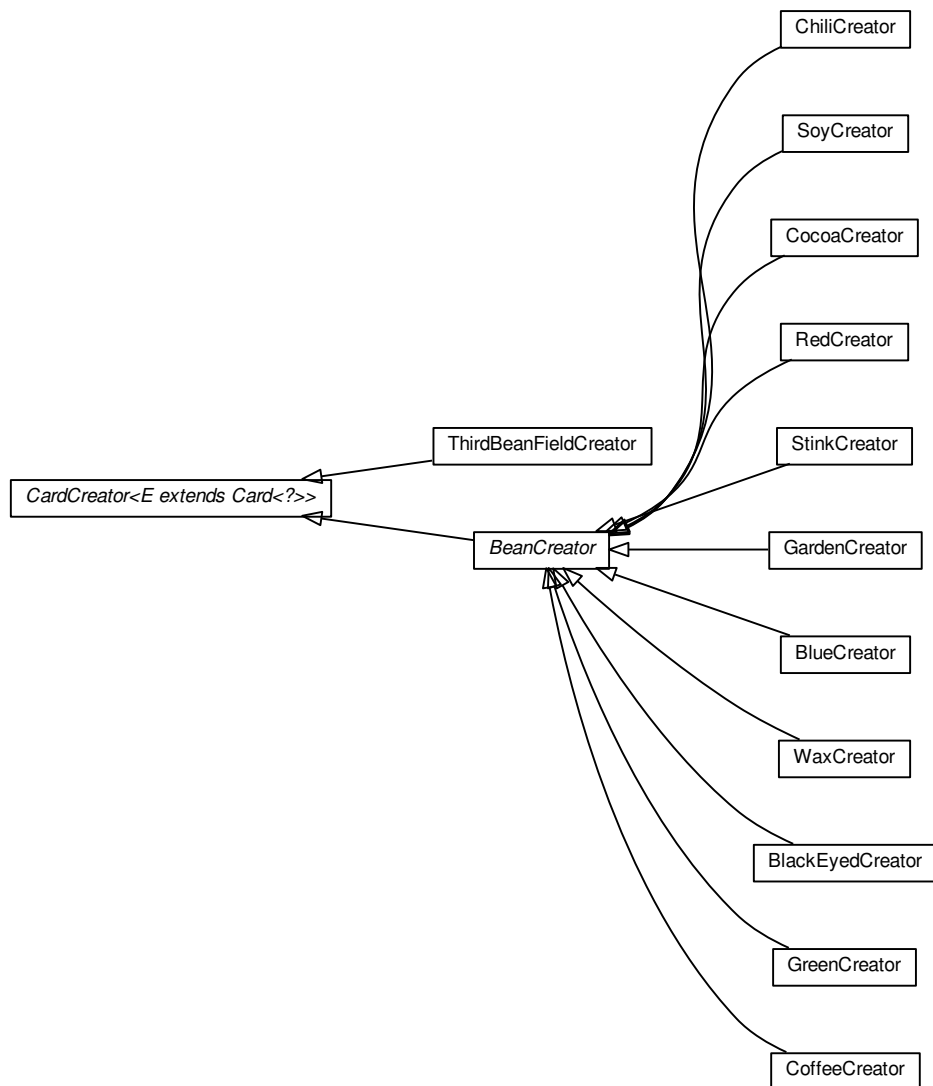 ChiliCreator
SoyCreator
CocoaCreator
RedCreator
ThirdBeanFieldCreator
StinkCreator
CardCreator<E extends Card<?>>
BeanCreator
GardenCreator
BlueCreator
WaxCreator
BlackEyedCreator
GreenCreator
CoffeeCreator